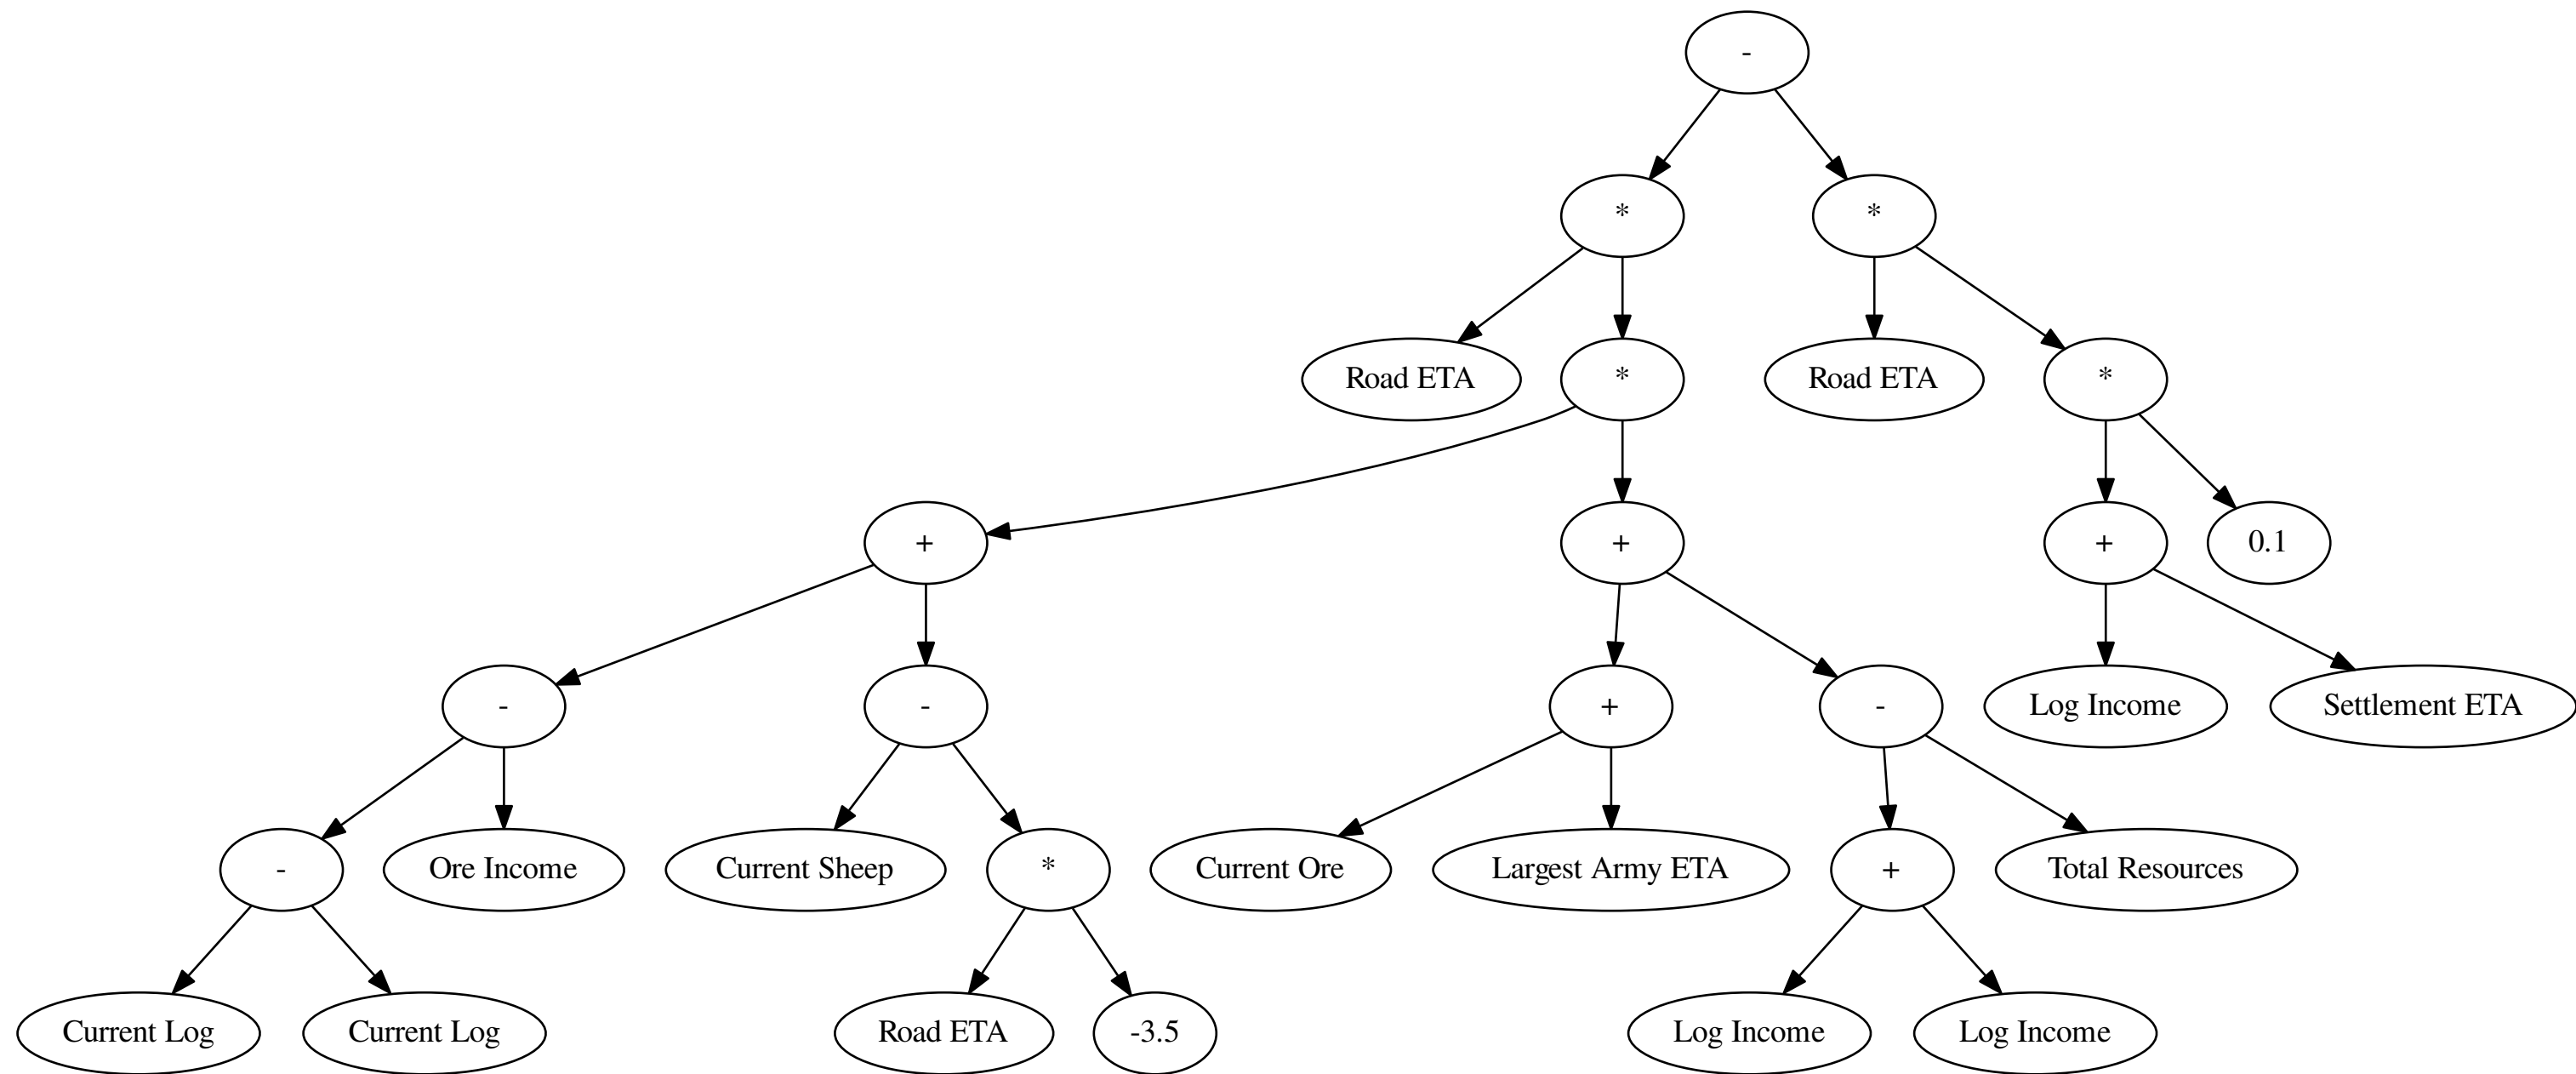 -
*
*
Road ETA
*
Road ETA
*
+
+
+
0.1
-
-
+
-
Log Income
Settlement ETA
-
Ore Income
Current Sheep
*
Current Ore
Largest Army ETA
+
Total Resources
Current Log
Current Log
Road ETA
-3.5
Log Income
Log Income